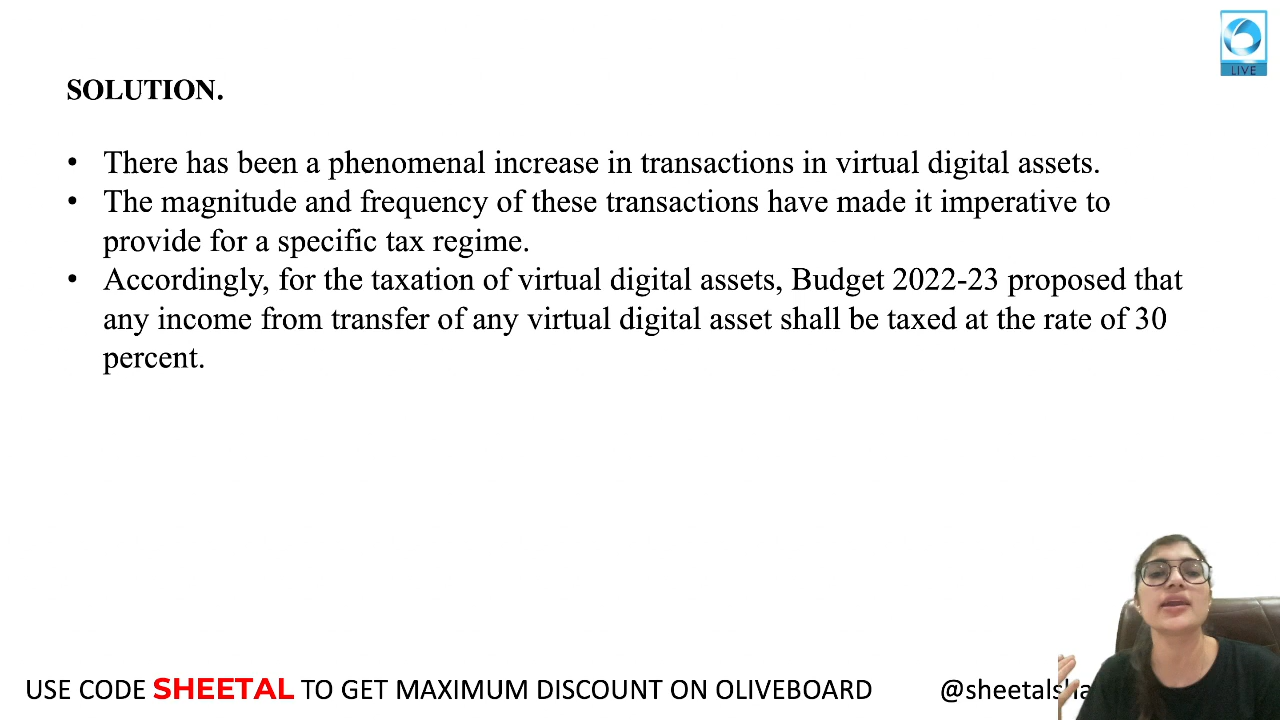 LIVE
SOLUTION.
• There has been a phenomenal increase in transactions in virtual digital assets.
• The magnitude and frequency of these transactions have made it imperative to
provide for a specific tax regime.
• Accordingly, for the taxation of virtual digital assets, Budget 2022-23 proposed that
any income from transfer of any virtual digital asset shall be taxed at the rate of 30
percent.
USE CODE SHEETAL TO GET MAXIMUM DISCOUNT ON OLIVEBOARD